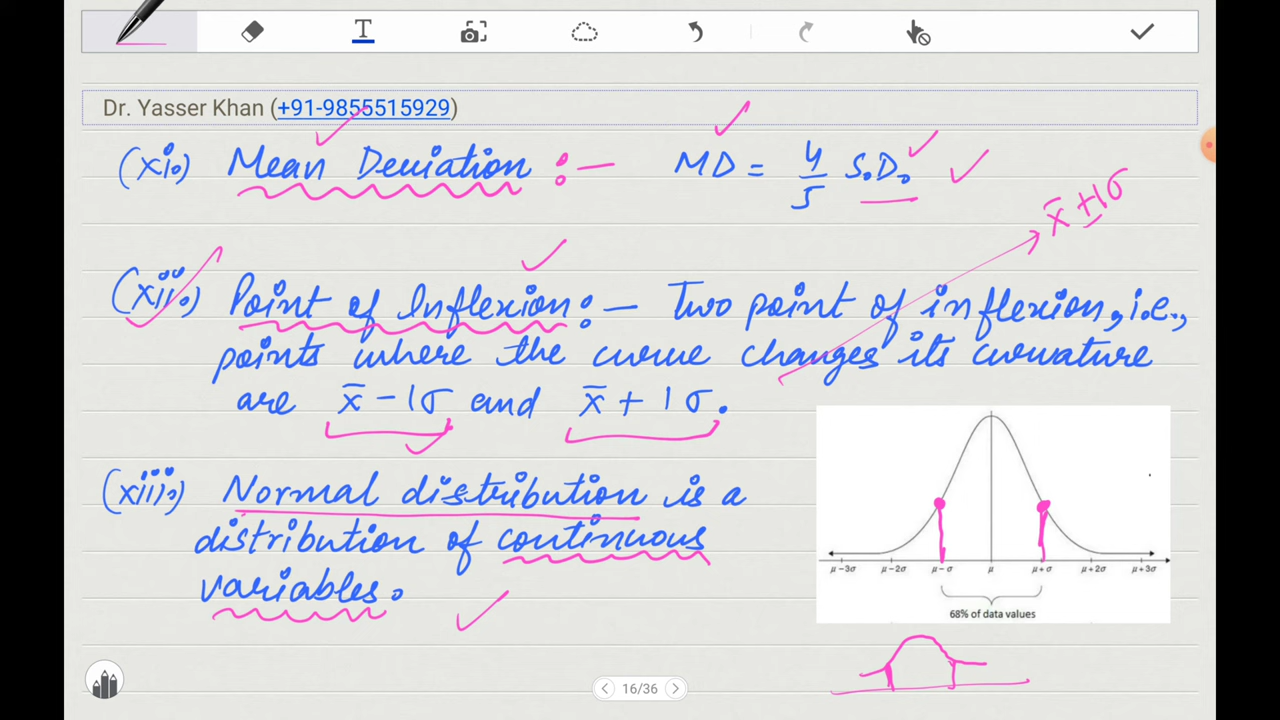 T
Dr. Yasser Khan (+91-9855515929)
(xi.) Mean Deviation :- MD = 4/5 S.D.
x̄ ± 1σ
(xii.) Point of Inflexion :- Two point of inflexion, i.e.,
points where the curve changes its curvature
are x̄ - 1σ and x̄ + 1σ.
(xiii.) Normal distribution is a
distribution of continuous
variables.
μ-3σ μ-2σ μ-σ μ μ+σ μ+2σ μ+3σ
68% of data values
16/36